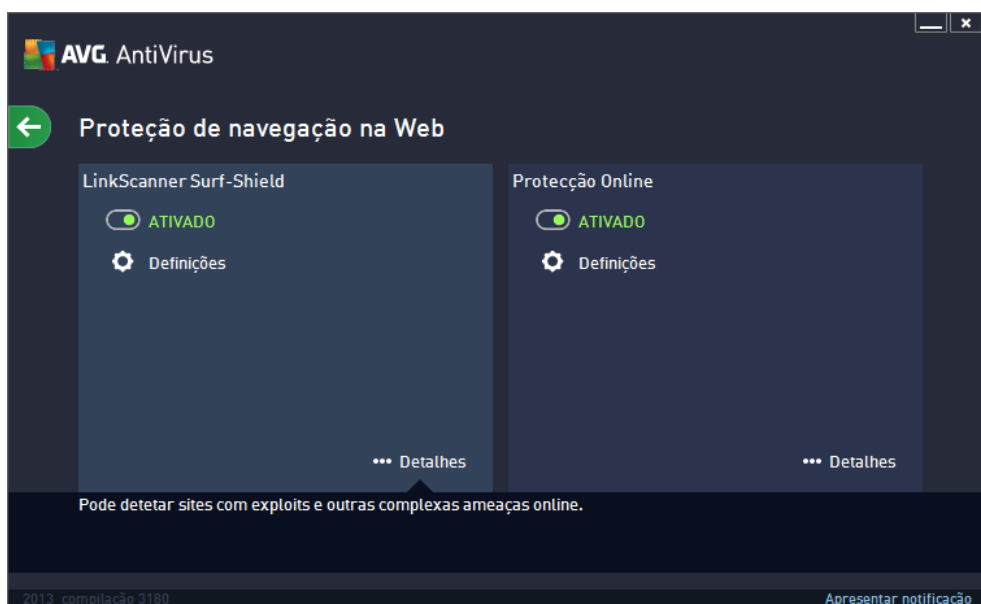 AVG. AntiVirus
Proteção de navegação na Web
LinkScanner Surf-Shield
ATIVADO
Definições
••• Detalhes
Protecção Online
ATIVADO
Definições
••• Detalhes
Pode detetar sites com exploits e outras complexas ameaças online.
2013 compilação 3180
Apresentar notificação